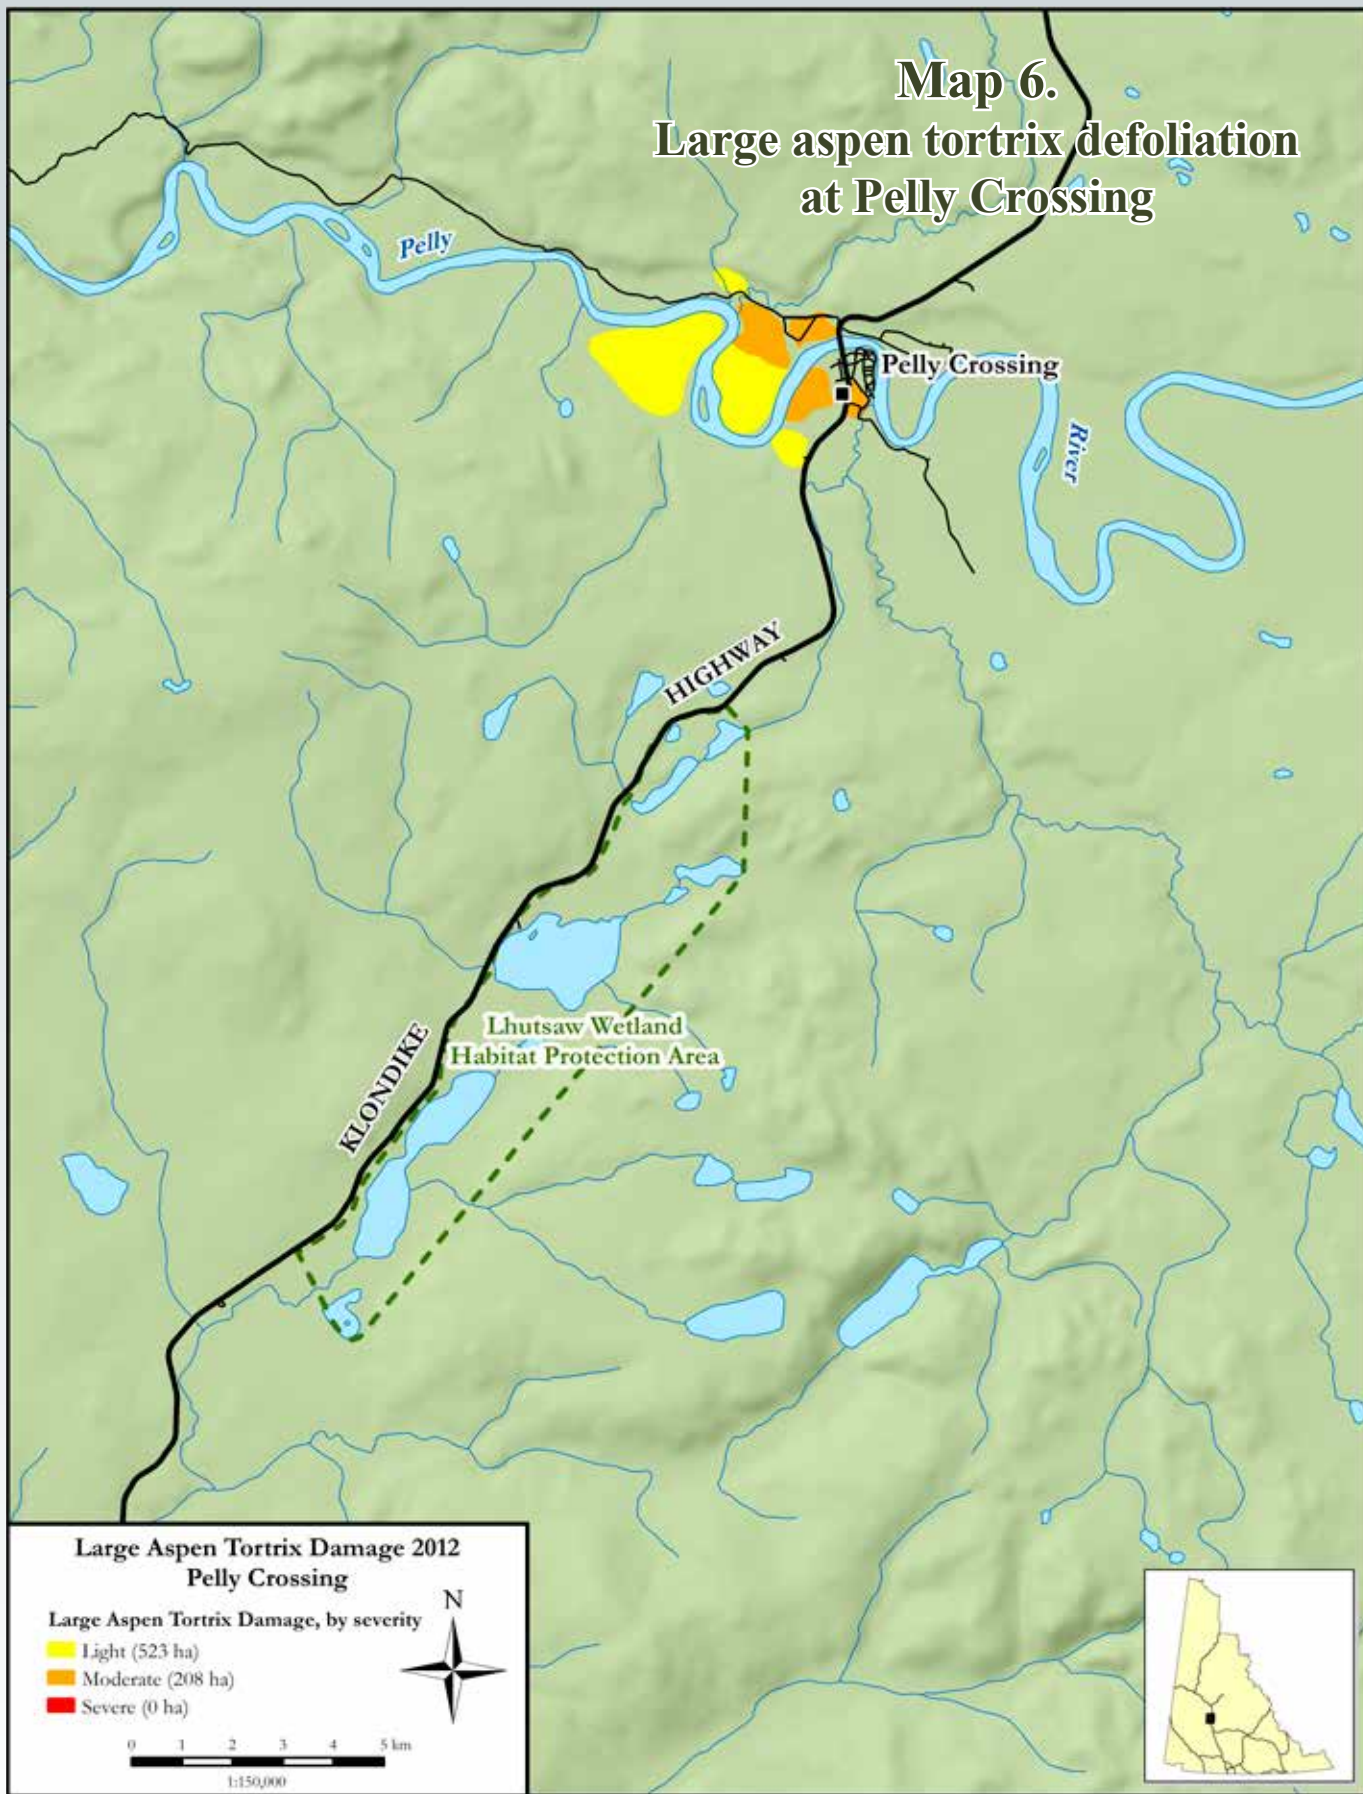 Map 6.
Large aspen tortrix defoliation
at Pelly Crossing
Pelly
Pelly Crossing
River
HIGHWAY
Lhutsaw Wetland
Habitat Protection Area
KLONDIKE
Large Aspen Tortrix Damage 2012
Pelly Crossing
N
Large Aspen Tortrix Damage, by severity
Light (523 ha)
Moderate (208 ha)
Severe (0 ha)
0 1 2 3 4 5 km
1:150,000